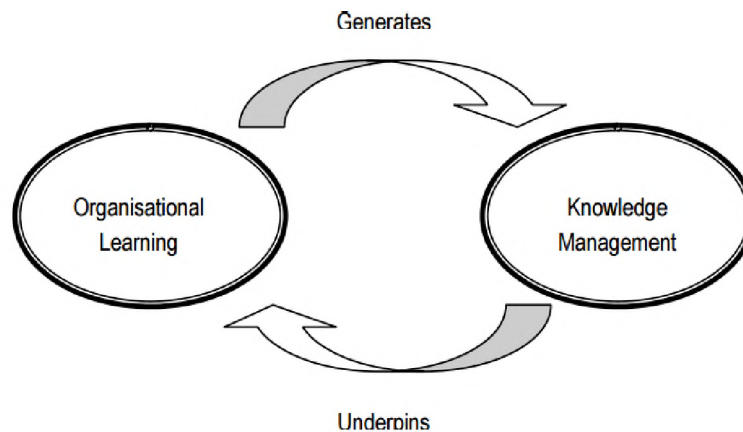 Generates
Organisational
Learning
Knowledge
Management
Underpins